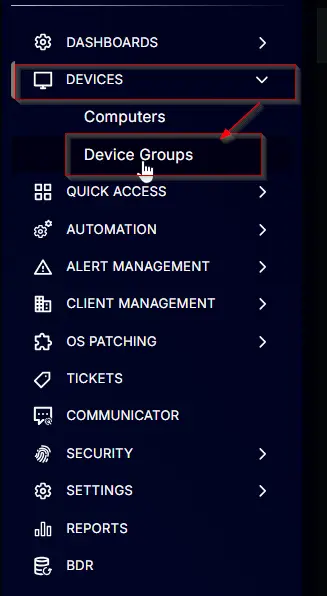 DASHBOARDS
DEVICES
Computers
Device Groups
QUICK ACCESS
AUTOMATION
ALERT MANAGEMENT
CLIENT MANAGEMENT
OS PATCHING
TICKETS
COMMUNICATOR
SECURITY
SETTINGS
REPORTS
BDR